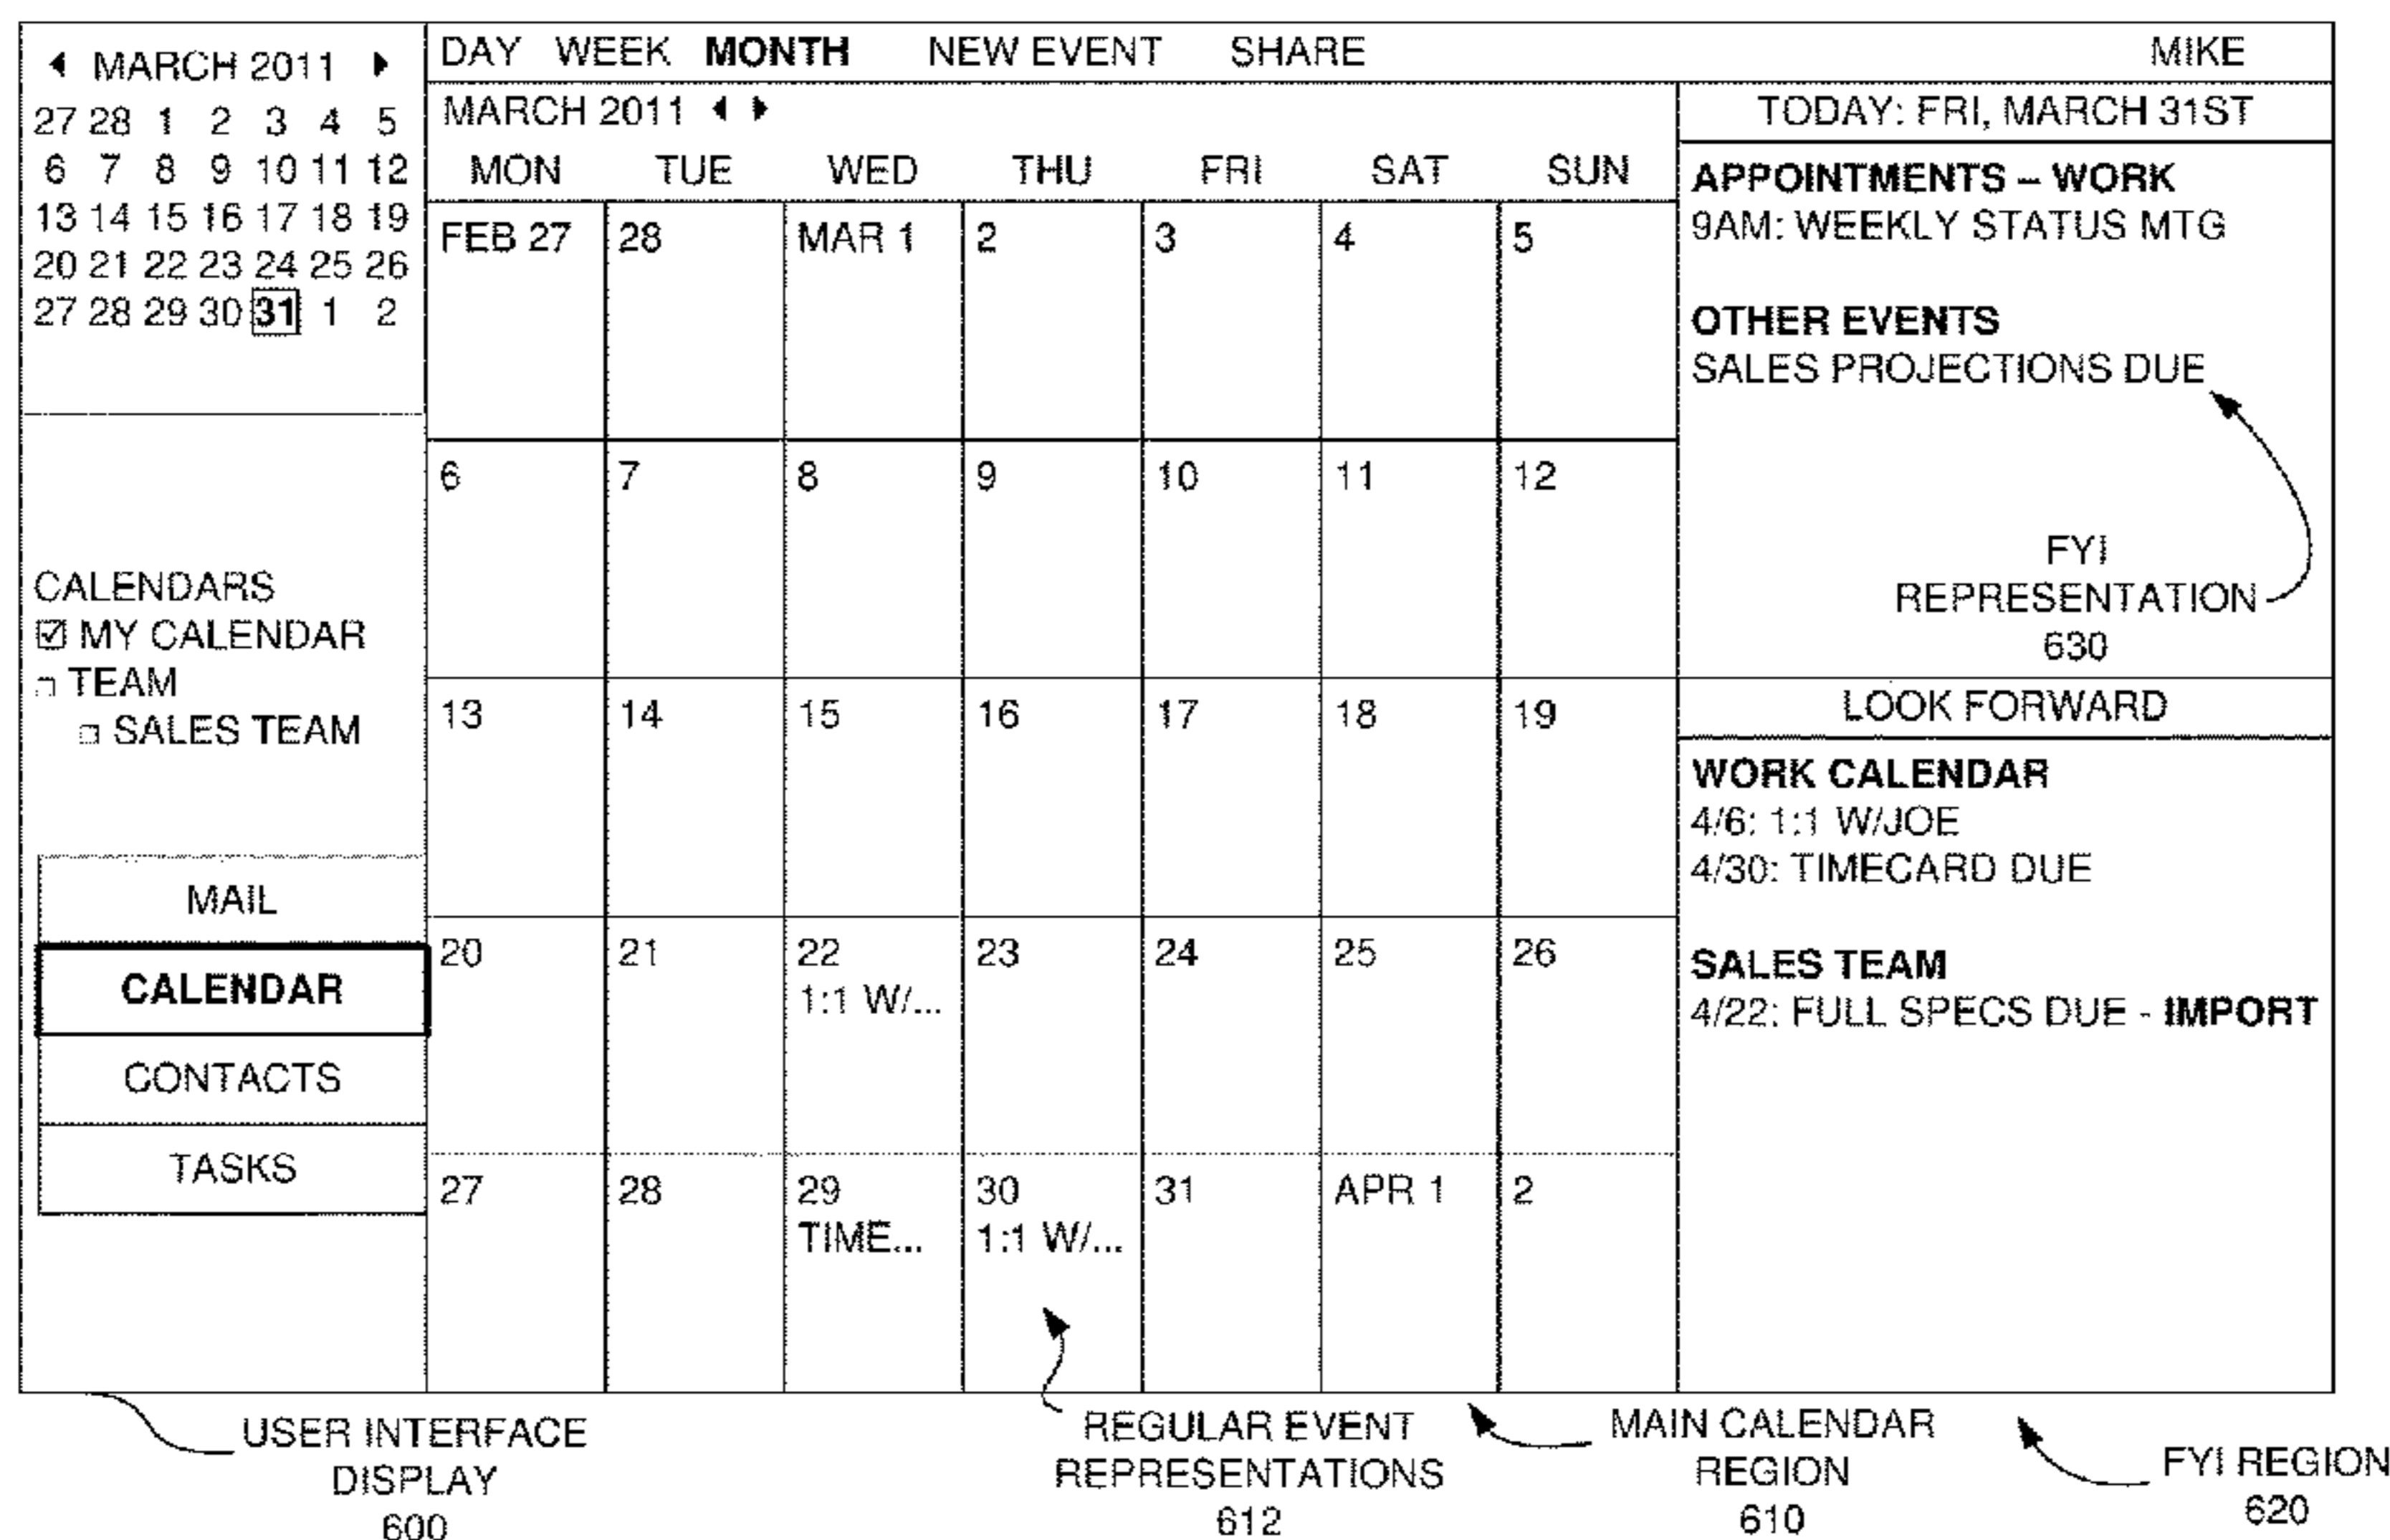 ◀ MARCH 2011 ▶
27 28 1 2 3 4 5
6 7 8 9 10 11 12
13 14 15 16 17 18 19
20 21 22 23 24 25 26
27 28 29 30 31 1 2
CALENDARS
☑ MY CALENDAR
□ TEAM
□ SALES TEAM
MAIL
CALENDAR
CONTACTS
TASKS
DAY WEEK MONTH NEW EVENT SHARE MIKE
MARCH 2011 ◀ ▶
MON TUE WED THU FRI SAT SUN
FEB 27 28 MAR 1 2 3 4 5
6 7 8 9 10 11 12
13 14 15 16 17 18 19
20 21 22 23 24 25 26
1:1 W/...
27 28 29 30 31 APR 1 2
TIME... 1:1 W/...
TODAY: FRI, MARCH 31ST
APPOINTMENTS – WORK
9AM: WEEKLY STATUS MTG
OTHER EVENTS
SALES PROJECTIONS DUE
FYI
REPRESENTATION
630
LOOK FORWARD
WORK CALENDAR
4/6: 1:1 W/JOE
4/30: TIMECARD DUE
SALES TEAM
4/22: FULL SPECS DUE - IMPORT
USER INTERFACE
DISPLAY
600
REGULAR EVENT
REPRESENTATIONS
612
MAIN CALENDAR
REGION
610
FYI REGION
620